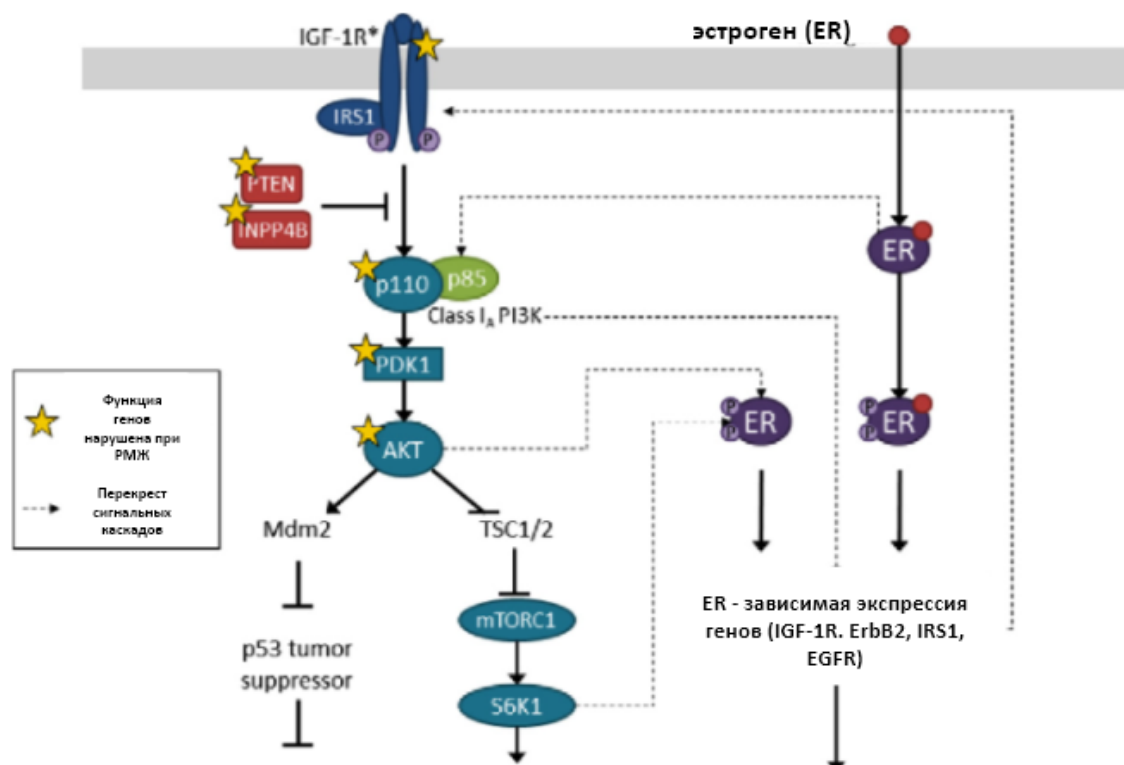 IGF-1R*
эстроген (ER)
IRS1
P
P
PTEN
INPP4B
ER
p110
p85
Class IA PI3K
PDK1
Функция
генов
нарушена при
РМЖ
Перекрест
сигнальных
каскадов
P
P
ER
P
P
ER
AKT
Mdm2
TSC1/2
mTORC1
ER - зависимая экспрессия
генов (IGF-1R. ErbB2, IRS1,
EGFR)
p53 tumor
suppressor
S6K1